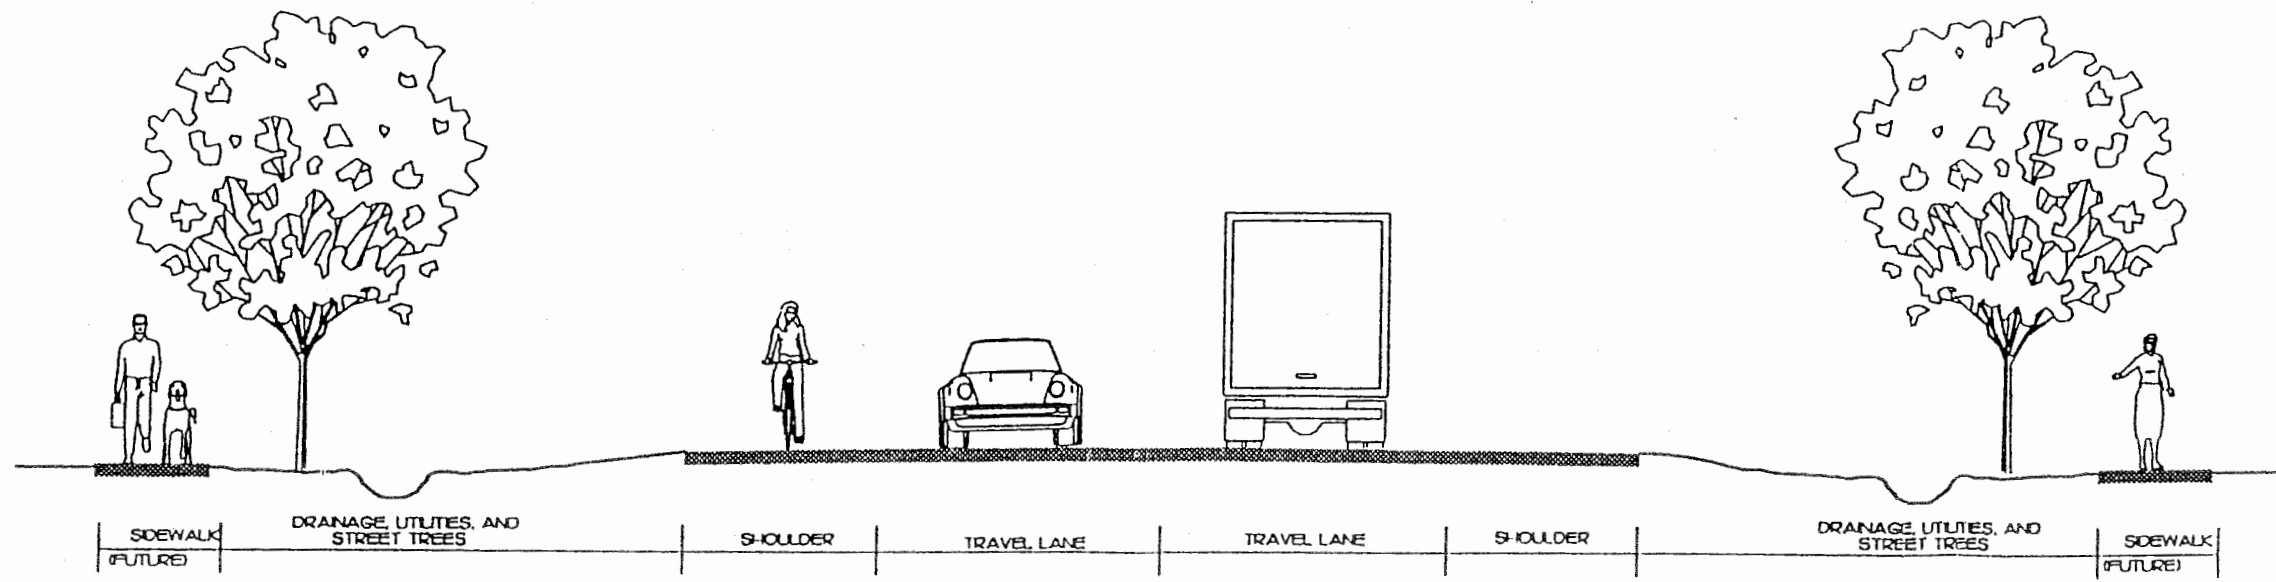 SIDEWALK
(FUTURE)
DRAINAGE, UTILITIES, AND
STREET TREES
SHOULDER
TRAVEL LANE
TRAVEL LANE
SHOULDER
DRAINAGE, UTILITIES, AND
STREET TREES
SIDEWALK
(FUTURE)